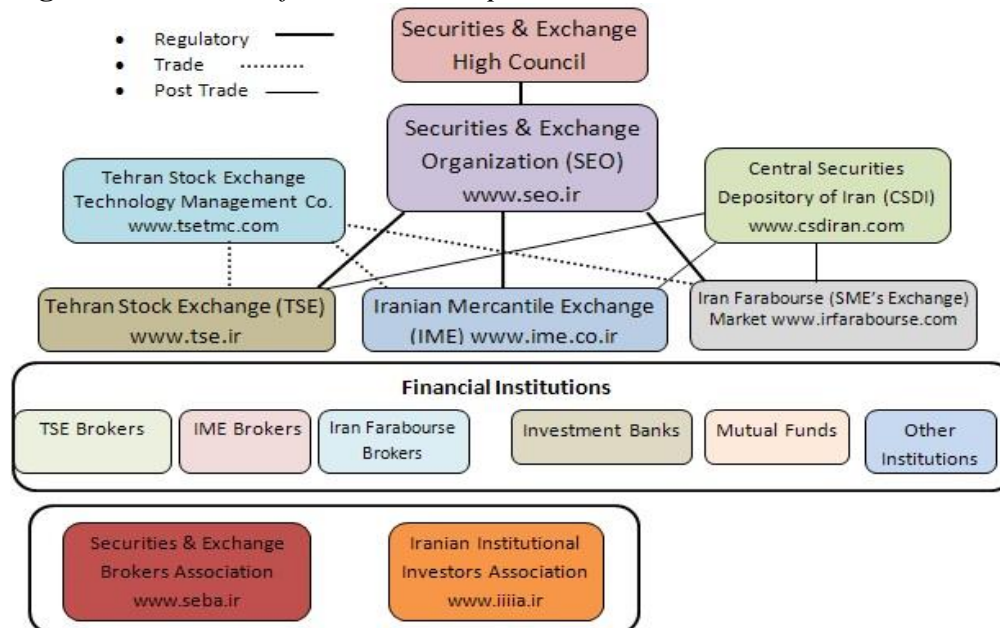 • Regulatory
• Trade
• Post Trade
Securities & Exchange
High Council
Securities & Exchange
Organization (SEO)
www.seo.ir
Tehran Stock Exchange
Technology Management Co.
www.tsetmc.com
Central Securities
Depository of Iran (CSDI)
www.csdiran.com
Tehran Stock Exchange (TSE)
www.tse.ir
Iranian Mercantile Exchange
(IME) www.ime.co.ir
Iran Farabourse (SME's Exchange)
Market www.irfarabourse.com
Financial Institutions
TSE Brokers
IME Brokers
Iran Farabourse
Brokers
Investment Banks
Mutual Funds
Other
Institutions
Securities & Exchange
Brokers Association
www.seba.ir
Iranian Institutional
Investors Association
www.iiiia.ir